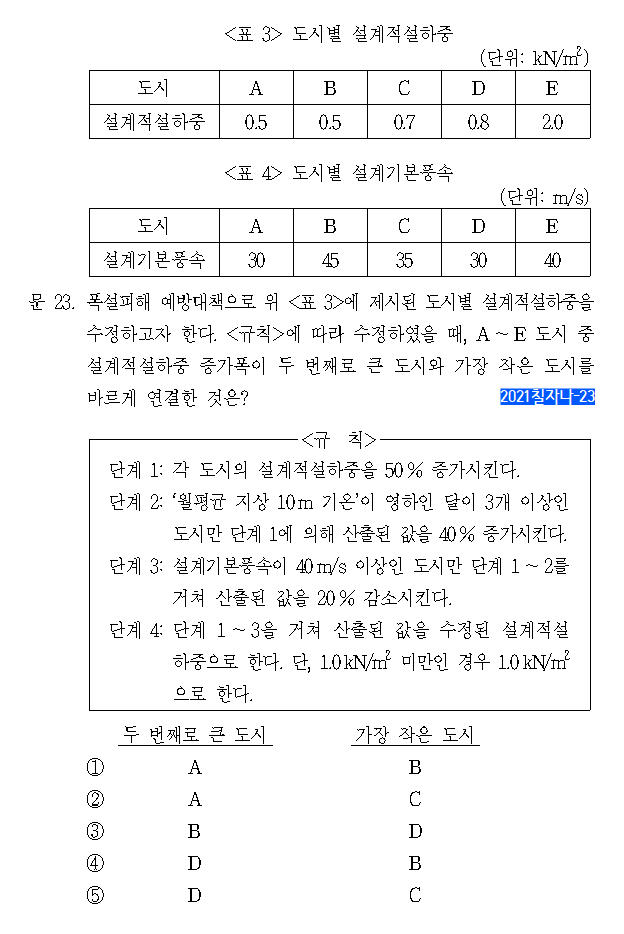 <표 3> 도시별 설계적설하중
(단위: kN/m²)
도시 A B C D E
설계적설하중 0.5 0.5 0.7 0.8 2.0
<표 4> 도시별 설계기본풍속
(단위: m/s)
도시 A B C D E
설계기본풍속 30 45 35 30 40
문 23. 폭설피해 예방대책으로 위 <표 3>에 제시된 도시별 설계적설하중을
수정하고자 한다. <규칙>에 따라 수정하였을 때, A ~ E 도시 중
설계적설하중 증가폭이 두 번째로 큰 도시와 가장 작은 도시를
바르게 연결한 것은?
2021침자나-23
<규 칙>
단계 1: 각 도시의 설계적설하중을 50% 증가시킨다.
단계 2: ‘월평균 지상 10m 기온’이 영하인 달이 3개 이상인
도시만 단계 1에 의해 산출된 값을 40% 증가시킨다.
단계 3: 설계기본풍속이 40m/s 이상인 도시만 단계 1 ~ 2를
거쳐 산출된 값을 20% 감소시킨다.
단계 4: 단계 1 ~ 3을 거쳐 산출된 값을 수정된 설계적설
하중으로 한다. 단, 1.0kN/m² 미만인 경우 1.0kN/m²
으로 한다.
두 번째로 큰 도시 가장 작은 도시
① A B
② A C
③ B D
④ D B
⑤ D C